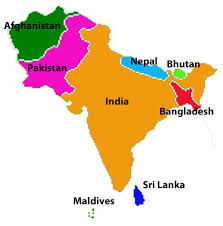 Afghanistan
Nepal
Bhutan
Pakistan
India
Bangladesh
Sri Lanka
Maldives